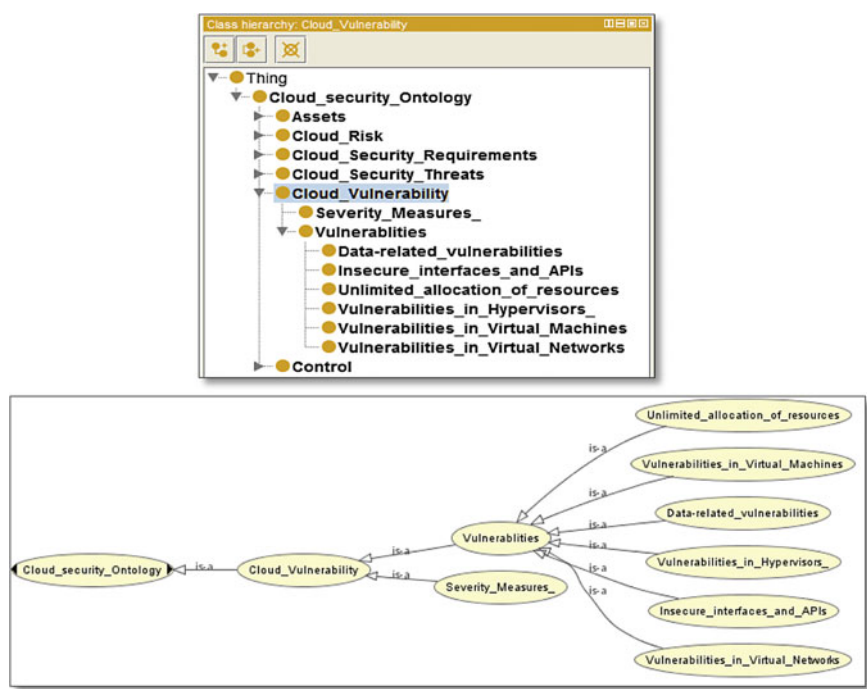 Class hierarchy: Cloud_Vulnerability
Thing
Cloud_security_Ontology
Assets
Cloud_Risk
Cloud_Security_Requirements
Cloud_Security_Threats
Cloud_Vulnerability
Severity_Measures_
Vulnerablities
Data-related_vulnerabilities
Insecure_interfaces_and_APIs
Unlimited_allocation_of_resources
Vulnerabilities_in_Hypervisors_
Vulnerabilities_in_Virtual_Machines
Vulnerabilities_in_Virtual_Networks
Control
Unlimited_allocation_of_resources
is-a
Vulnerabilities_in_Virtual_Machines
is-a
Data-related_vulnerabilities
is-a
Vulnerablities
is-a
Vulnerabilities_in_Hypervisors_
is-a
Cloud_security_Ontology
is-a
Cloud_Vulnerability
is-a
Severity_Measures_
is-a
Insecure_interfaces_and_APIs
is-a
Vulnerabilities_in_Virtual_Networks